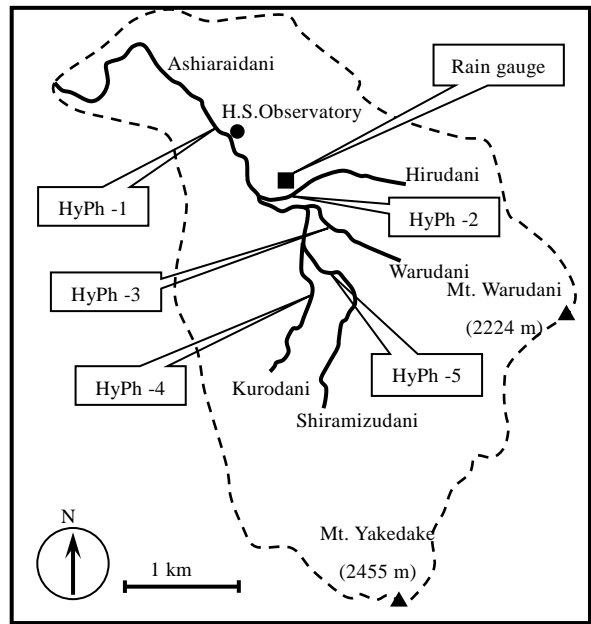 Ashiaraidani
Rain gauge
H.S.Observatory
Hirudani
HyPh -1
HyPh -2
Warudani
HyPh -3
Mt. Warudani
(2224 m)
HyPh -4
Kurodani
HyPh -5
Shiramizudani
N
Mt. Yakedake
1 km
(2455 m)